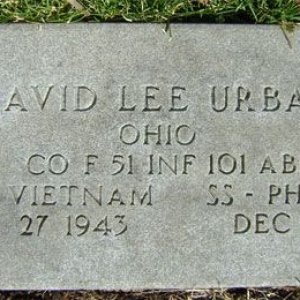 AVID LEE URBA
OHIO
CO F 51 INF 101 AB
VIETNAM SS - PH
27 1943 DEC